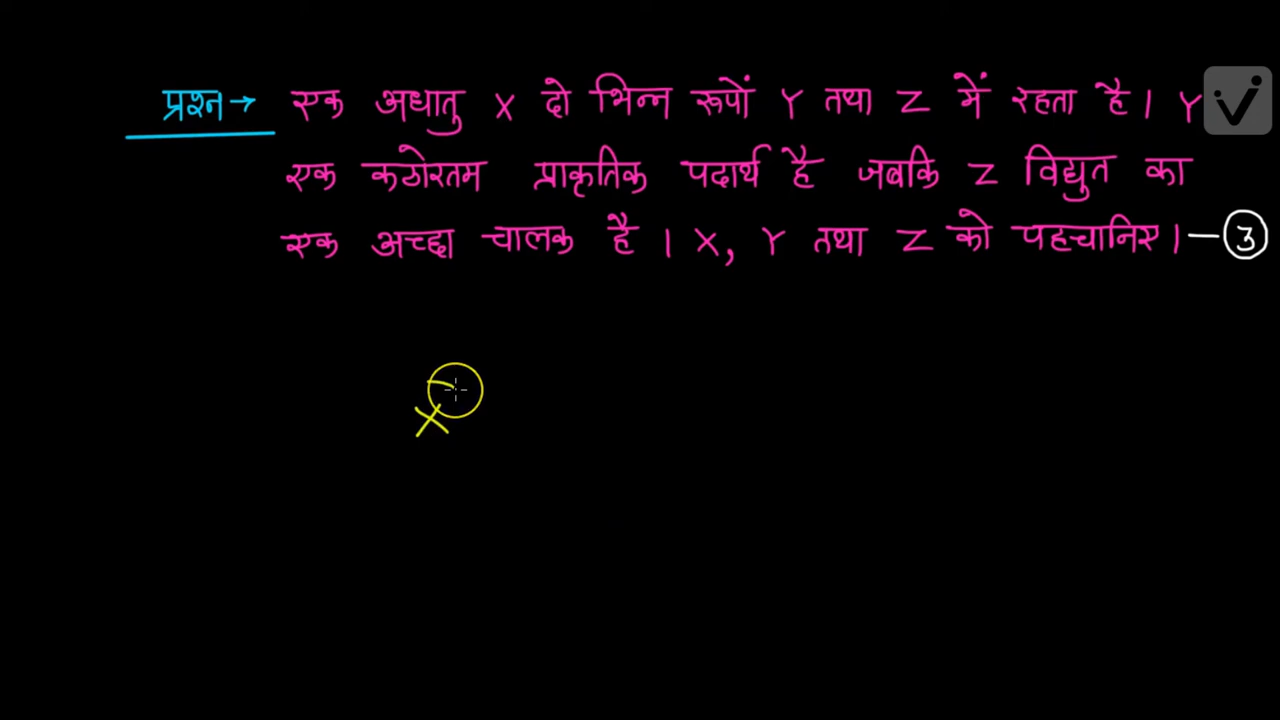 प्रश्न → एक अधातु X दो भिन्न रूपों Y तथा Z में रहता है । Y
एक कठोरतम प्राकृतिक पदार्थ है जबकि Z विद्युत का
एक अच्छा चालक है । X, Y तथा Z को पहचानिए । — 3
X